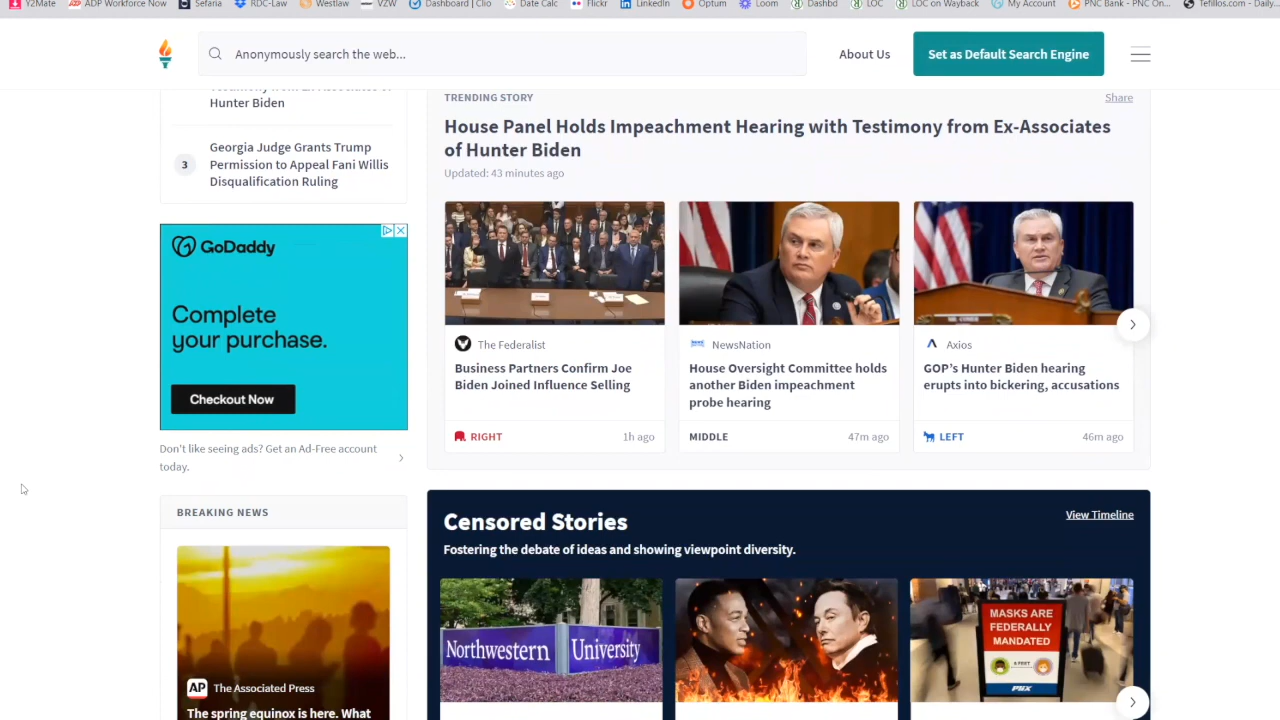 Y2Mate
ADP Workforce Now
Sefaria
RDC-Law
Westlaw
VZW
Dashboard | Clio
Date Calc
Flickr
LinkedIn
Optum
Loom
Dashbd
LOC
LOC on Wayback
My Account
PNC Bank - PNC On...
Tefillos.com - Daily...
Anonymously search the web...
About Us
Set as Default Search Engine
Testimony from Ex-Associates of
Hunter Biden
3
Georgia Judge Grants Trump
Permission to Appeal Fani Willis
Disqualification Ruling
GoDaddy
Complete
your purchase.
Checkout Now
Don't like seeing ads? Get an Ad-Free account
today.
BREAKING NEWS
AP
The Associated Press
The spring equinox is here. What
TRENDING STORY
Share
House Panel Holds Impeachment Hearing with Testimony from Ex-Associates
of Hunter Biden
Updated: 43 minutes ago
The Federalist
Business Partners Confirm Joe
Biden Joined Influence Selling
RIGHT
1h ago
NewsNation
House Oversight Committee holds
another Biden impeachment
probe hearing
MIDDLE
47m ago
Axios
GOP's Hunter Biden hearing
erupts into bickering, accusations
LEFT
46m ago
Censored Stories
View Timeline
Fostering the debate of ideas and showing viewpoint diversity.
Northwestern University
MASKS ARE
FEDERALLY
MANDATED
6 FEET
PHX